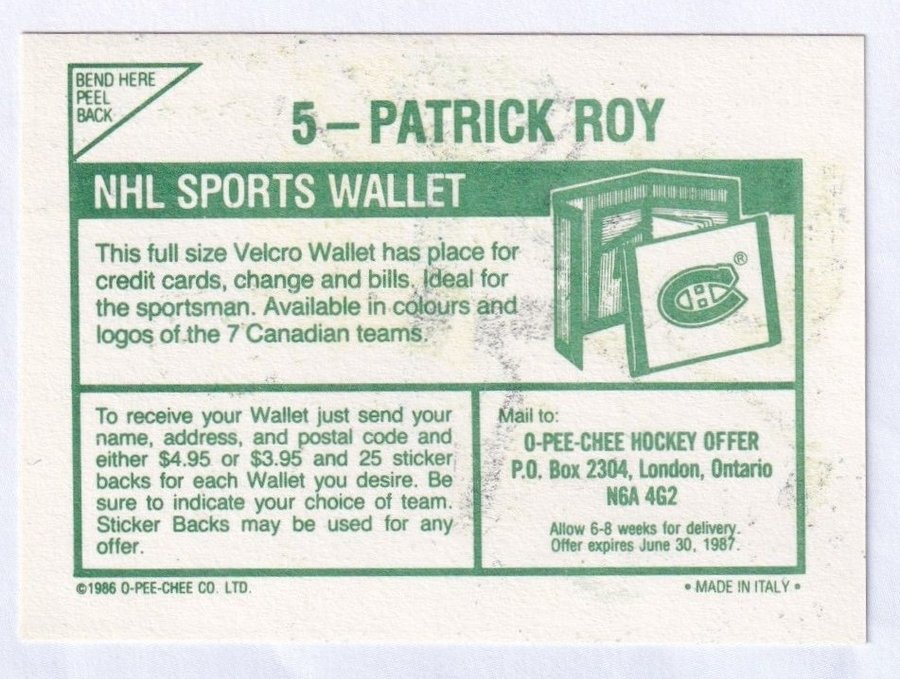 BEND HERE
PEEL
BACK
5–PATRICK ROY
NHL SPORTS WALLET
This full size Velcro Wallet has place for
credit cards, change and bills. Ideal for
the sportsman. Available in colours and
logos of the 7 Canadian teams.
®
To receive your Wallet just send your
name, address, and postal code and
either $4.95 or $3.95 and 25 sticker
backs for each Wallet you desire. Be
sure to indicate your choice of team.
Sticker Backs may be used for any
offer.
Mail to:
O-PEE-CHEE HOCKEY OFFER
P.O. Box 2304, London, Ontario
N6A 4G2
Allow 6-8 weeks for delivery.
Offer expires June 30, 1987.
©1986 O-PEE-CHEE CO. LTD.
• MADE IN ITALY •